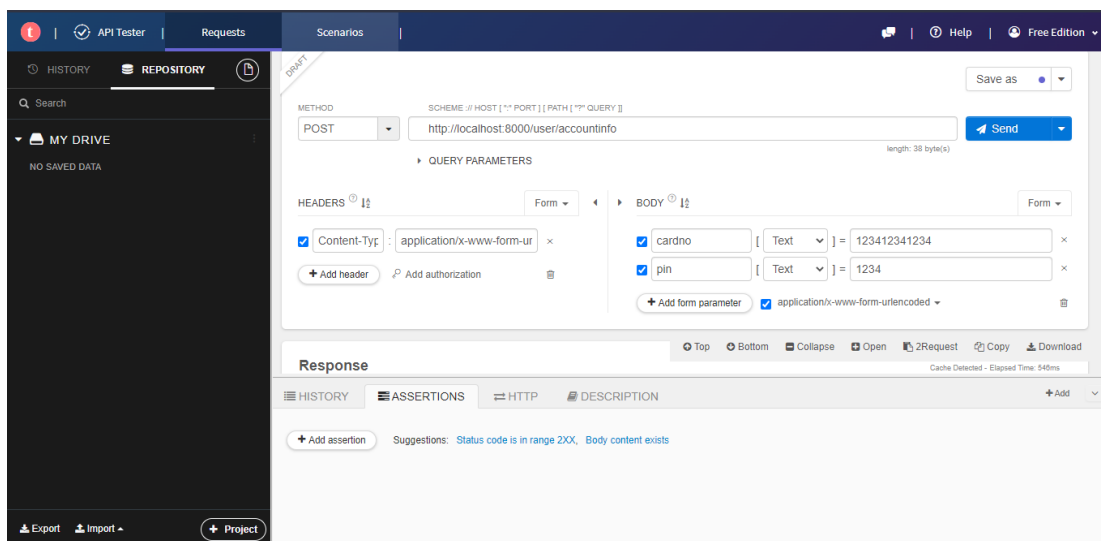 t | API Tester | Requests Scenarios | | Help | Free Edition
HISTORY REPOSITORY
Search
MY DRIVE
NO SAVED DATA
Export Import + Project
DRAFT
Save as
METHOD SCHEME :// HOST [ ":" PORT ] [ PATH [ "?" QUERY ]]
POST http://localhost:8000/user/accountinfo Send
length: 38 byte(s)
QUERY PARAMETERS
HEADERS ? Form
Content-Typ : application/x-www-form-ur ×
+ Add header Add authorization
BODY ? Form
cardno [ Text ] = 123412341234 ×
pin [ Text ] = 1234 ×
+ Add form parameter application/x-www-form-urlencoded
Top Bottom Collapse Open 2Request Copy Download
Response Cache Detected - Elapsed Time: 546ms
HISTORY ASSERTIONS HTTP DESCRIPTION + Add
+ Add assertion Suggestions: Status code is in range 2XX, Body content exists